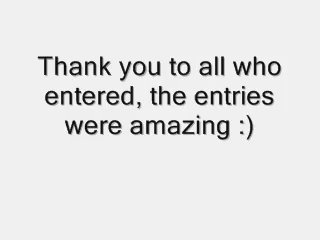 Thank you to all who
entered, the entries
were amazing :)